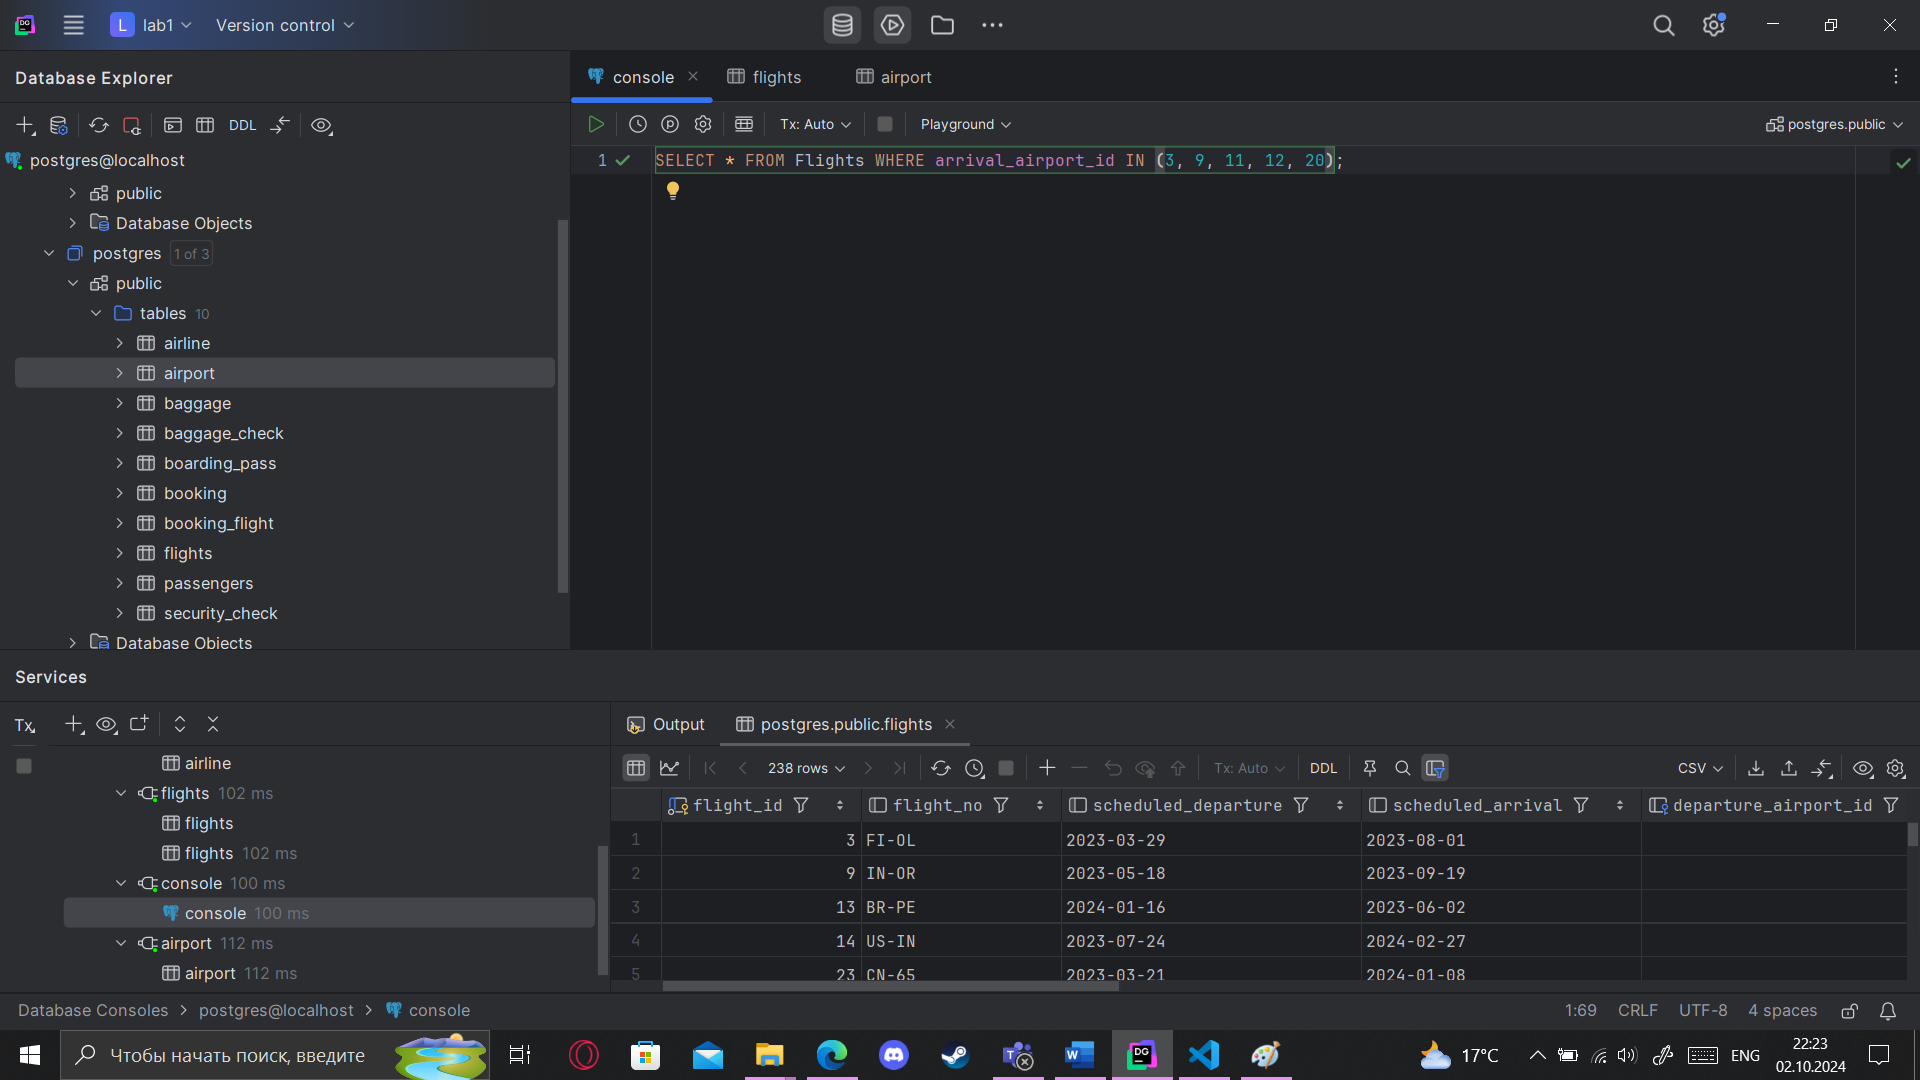 L lab1 Version control
Database Explorer
console
flights
airport
DDL
Tx: Auto
Playground
postgres.public
postgres@localhost
public
Database Objects
postgres 1 of 3
public
tables 10
airline
airport
baggage
baggage_check
boarding_pass
booking
booking_flight
flights
passengers
security_check
Database Objects
1 SELECT * FROM Flights WHERE arrival_airport_id IN (3, 9, 11, 12, 20);
Services
Tx
airline
flights 102 ms
flights
flights 102 ms
console 100 ms
console 100 ms
airport 112 ms
airport 112 ms
Output
postgres.public.flights
238 rows
Tx: Auto
DDL
CSV
flight_id flight_no scheduled_departure scheduled_arrival departure_airport_id
1 3 FI-OL 2023-03-29 2023-08-01
2 9 IN-OR 2023-05-18 2023-09-19
3 13 BR-PE 2024-01-16 2023-06-02
4 14 US-IN 2023-07-24 2024-02-27
5 23 CN-65 2023-03-21 2024-01-08
Database Consoles > postgres@localhost > console
1:69 CRLF UTF-8 4 spaces
Чтобы начать поиск, введите
17°C
ENG
22:23
02.10.2024